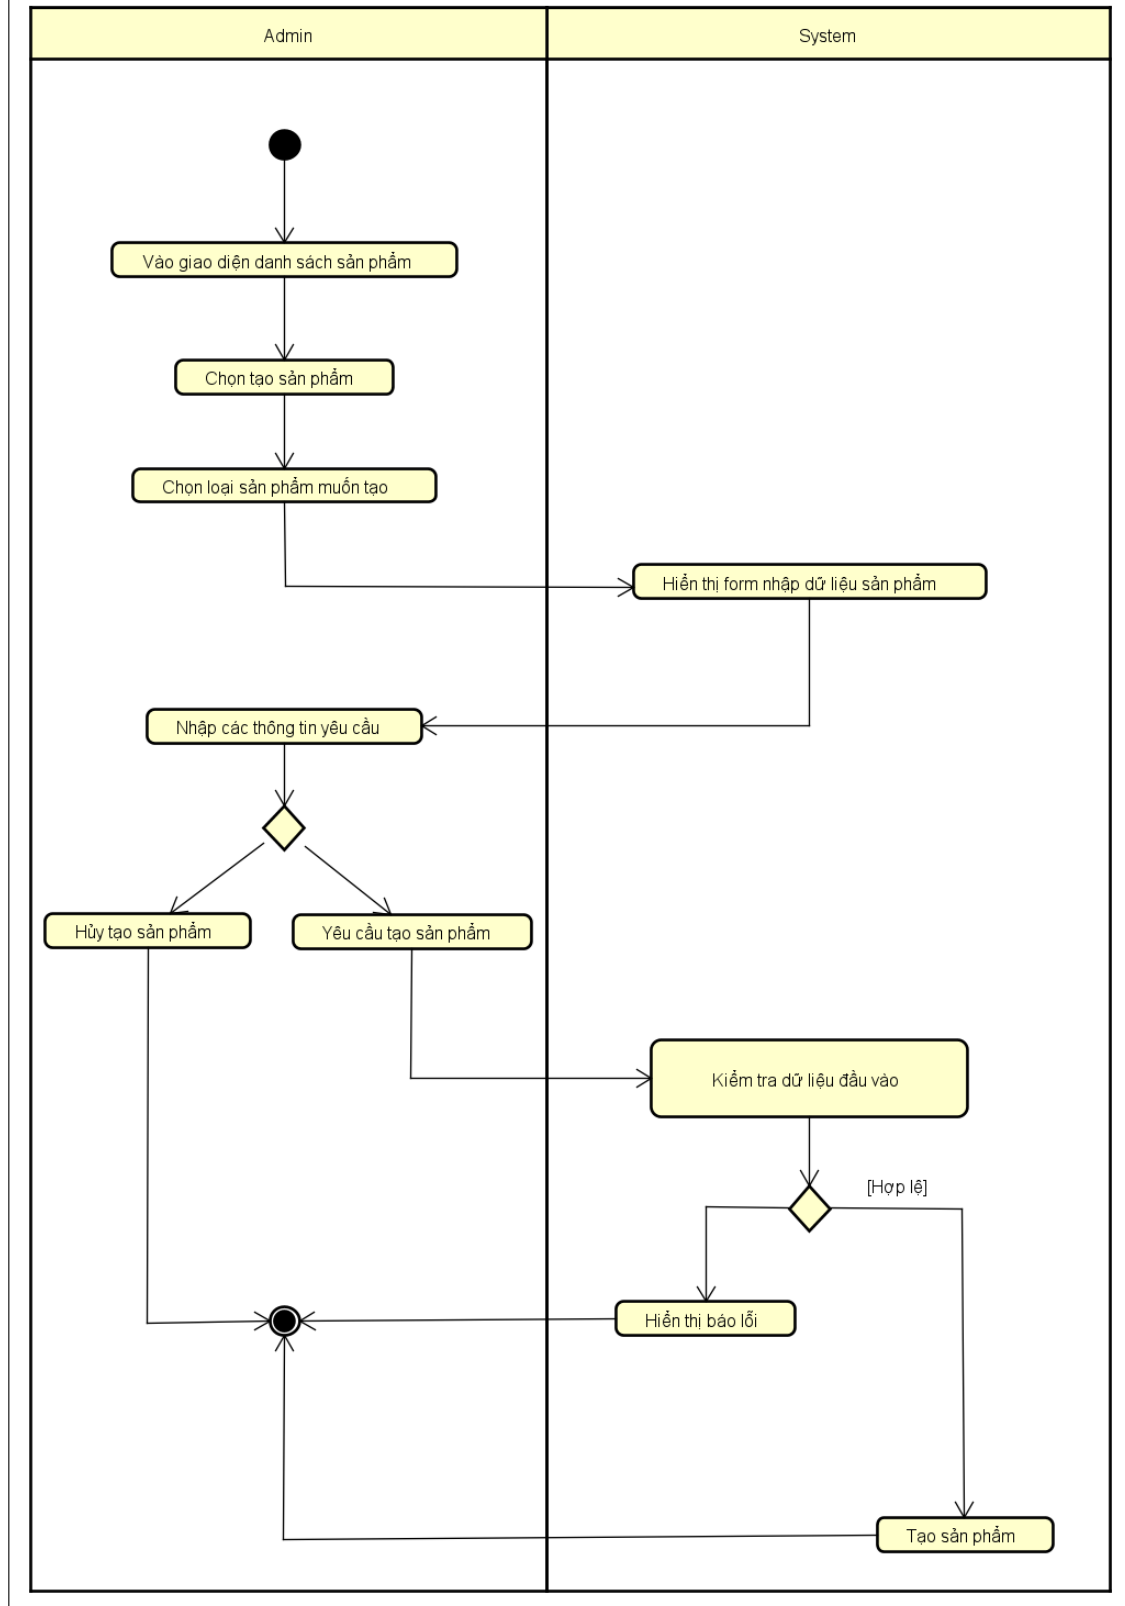 Admin
System
Vào giao diện danh sách sản phẩm
Chọn tạo sản phẩm
Chọn loại sản phẩm muốn tạo
Hiển thị form nhập dữ liệu sản phẩm
Nhập các thông tin yêu cầu
Hủy tạo sản phẩm
Yêu cầu tạo sản phẩm
Kiểm tra dữ liệu đầu vào
[Hợp lệ]
Hiển thị báo lỗi
Tạo sản phẩm